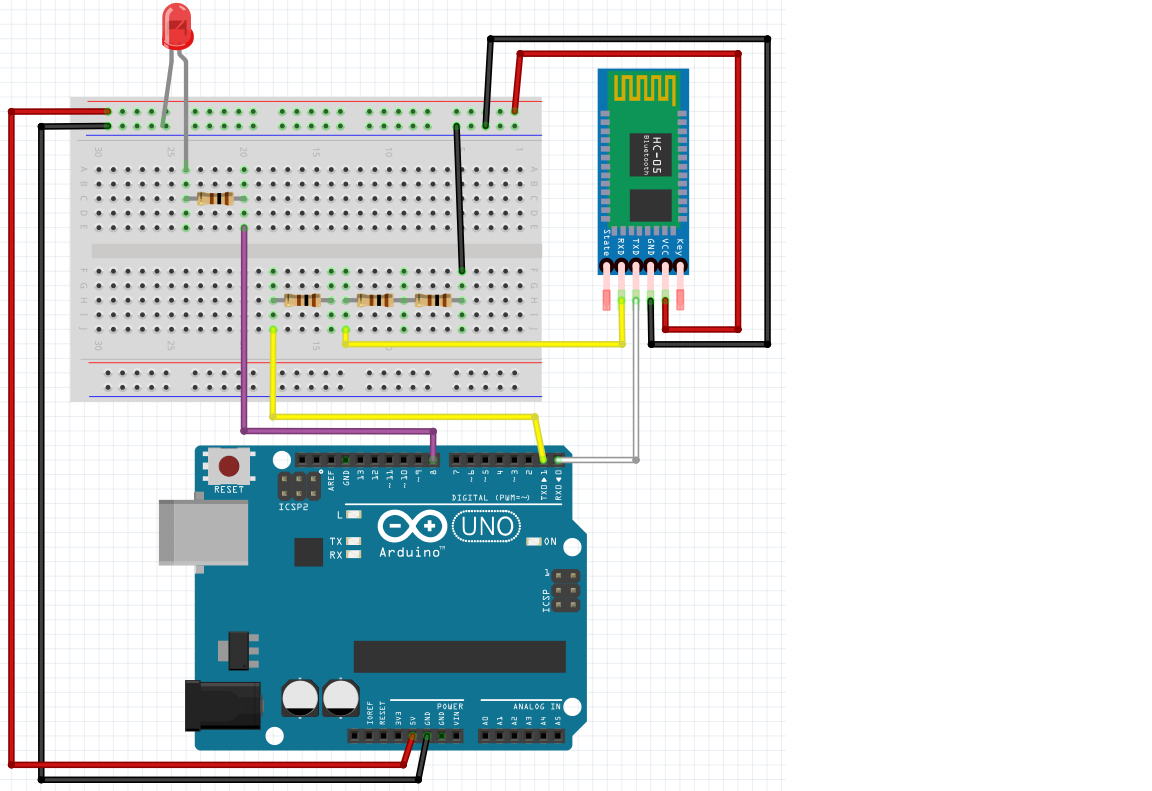 30
25
20
15
10
5
1
A
B
C
D
E
A
B
C
D
E
F
G
H
I
J
F
G
H
I
J
30
25
15
10
5
1
HC-05
Bluetooth
State
RXD
TXD
GND
VCC
Key
RESET
ICSP2
AREF
GND
13
12
~11
~10
~9
8
7
~6
~5
4
~3
2
TXD▶1
RXD◀0
DIGITAL (PWM=~)
L
TX
RX
UNO
ON
Arduino™
1
ICSP
POWER
ANALOG IN
IOREF
RESET
3V3
5V
GND
GND
VIN
A0
A1
A2
A3
A4
A5